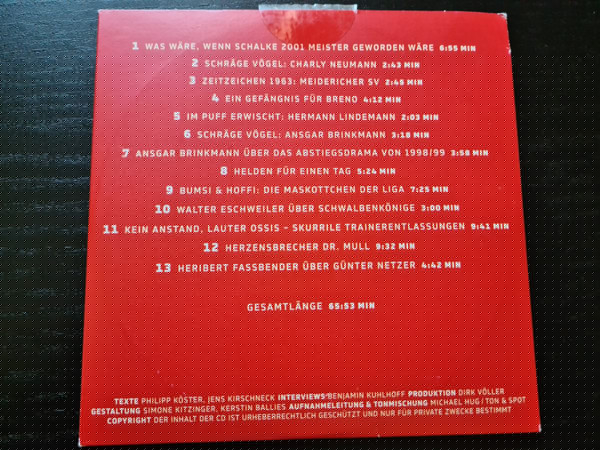 1 WAS WÄRE, WENN SCHALKE 2001 MEISTER GEWORDEN WÄRE 6:55 MIN
2 SCHRÄGE VÖGEL: CHARLY NEUMANN 2:43 MIN
3 ZEITZEICHEN 1963: MEIDERICHER SV 2:45 MIN
4 EIN GEFÄNGNIS FÜR BRENO 4:12 MIN
5 IM PUFF ERWISCHT: HERMANN LINDEMANN 2:03 MIN
6 SCHRÄGE VÖGEL: ANSGAR BRINKMANN 3:18 MIN
7 ANSGAR BRINKMANN ÜBER DAS ABSTIEGSDRAMA VON 1998/99 3:58 MIN
8 HELDEN FÜR EINEN TAG 5:24 MIN
9 BUMSI & HOFFI: DIE MASKOTTCHEN DER LIGA 7:25 MIN
10 WALTER ESCHWEILER ÜBER SCHWALBENKÖNIGE 3:00 MIN
11 KEIN ANSTAND, LAUTER OSSIS – SKURRILE TRAINERENTLASSUNGEN 9:41 MIN
12 HERZENSBRECHER DR. MULL 9:32 MIN
13 HERIBERT FASSBENDER ÜBER GÜNTER NETZER 4:42 MIN
GESAMTLÄNGE 65:53 MIN
TEXTE PHILIPP KÖSTER, JENS KIRSCHNECK INTERVIEWS BENJAMIN KUHLHOFF PRODUKTION DIRK VÖLLER
GESTALTUNG SIMONE KITZINGER, KERSTIN BALLIES AUFNAHMELEITUNG & TONMISCHUNG MICHAEL HUG / TON & SPOT
COPYRIGHT DER INHALT DER CD IST URHEBERRECHTLICH GESCHÜTZT UND NUR FÜR PRIVATE ZWECKE BESTIMMT